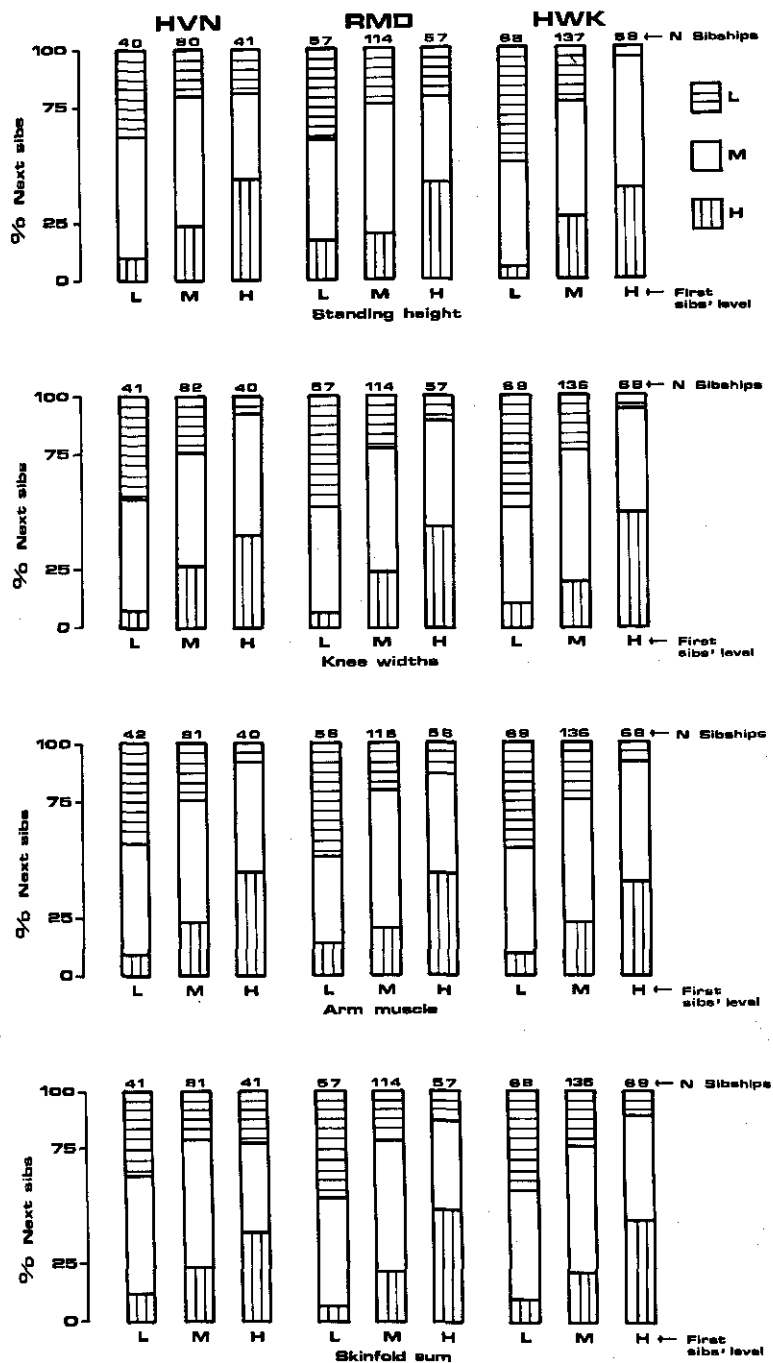 HVN RMD HWK
100 40 80 41 57 114 57 68 137 68 ← N Sibships
75
25
0
% Next sibs
L
M
H
L M H L M H L M H ← First sibs' level
Standing height
100 41 82 40 57 114 57 69 136 68 ← N Sibships
75
25
0
% Next sibs
L M H L M H L M H ← First sibs' level
Knee widths
100 42 81 40 56 116 56 69 136 68 ← N Sibships
75
25
0
% Next sibs
L M H L M H L M H ← First sibs' level
Arm muscle
100 41 81 41 57 114 57 68 136 69 ← N Sibships
75
25
0
% Next sibs
L M H L M H L M H ← First sibs' level
Skinfold sum